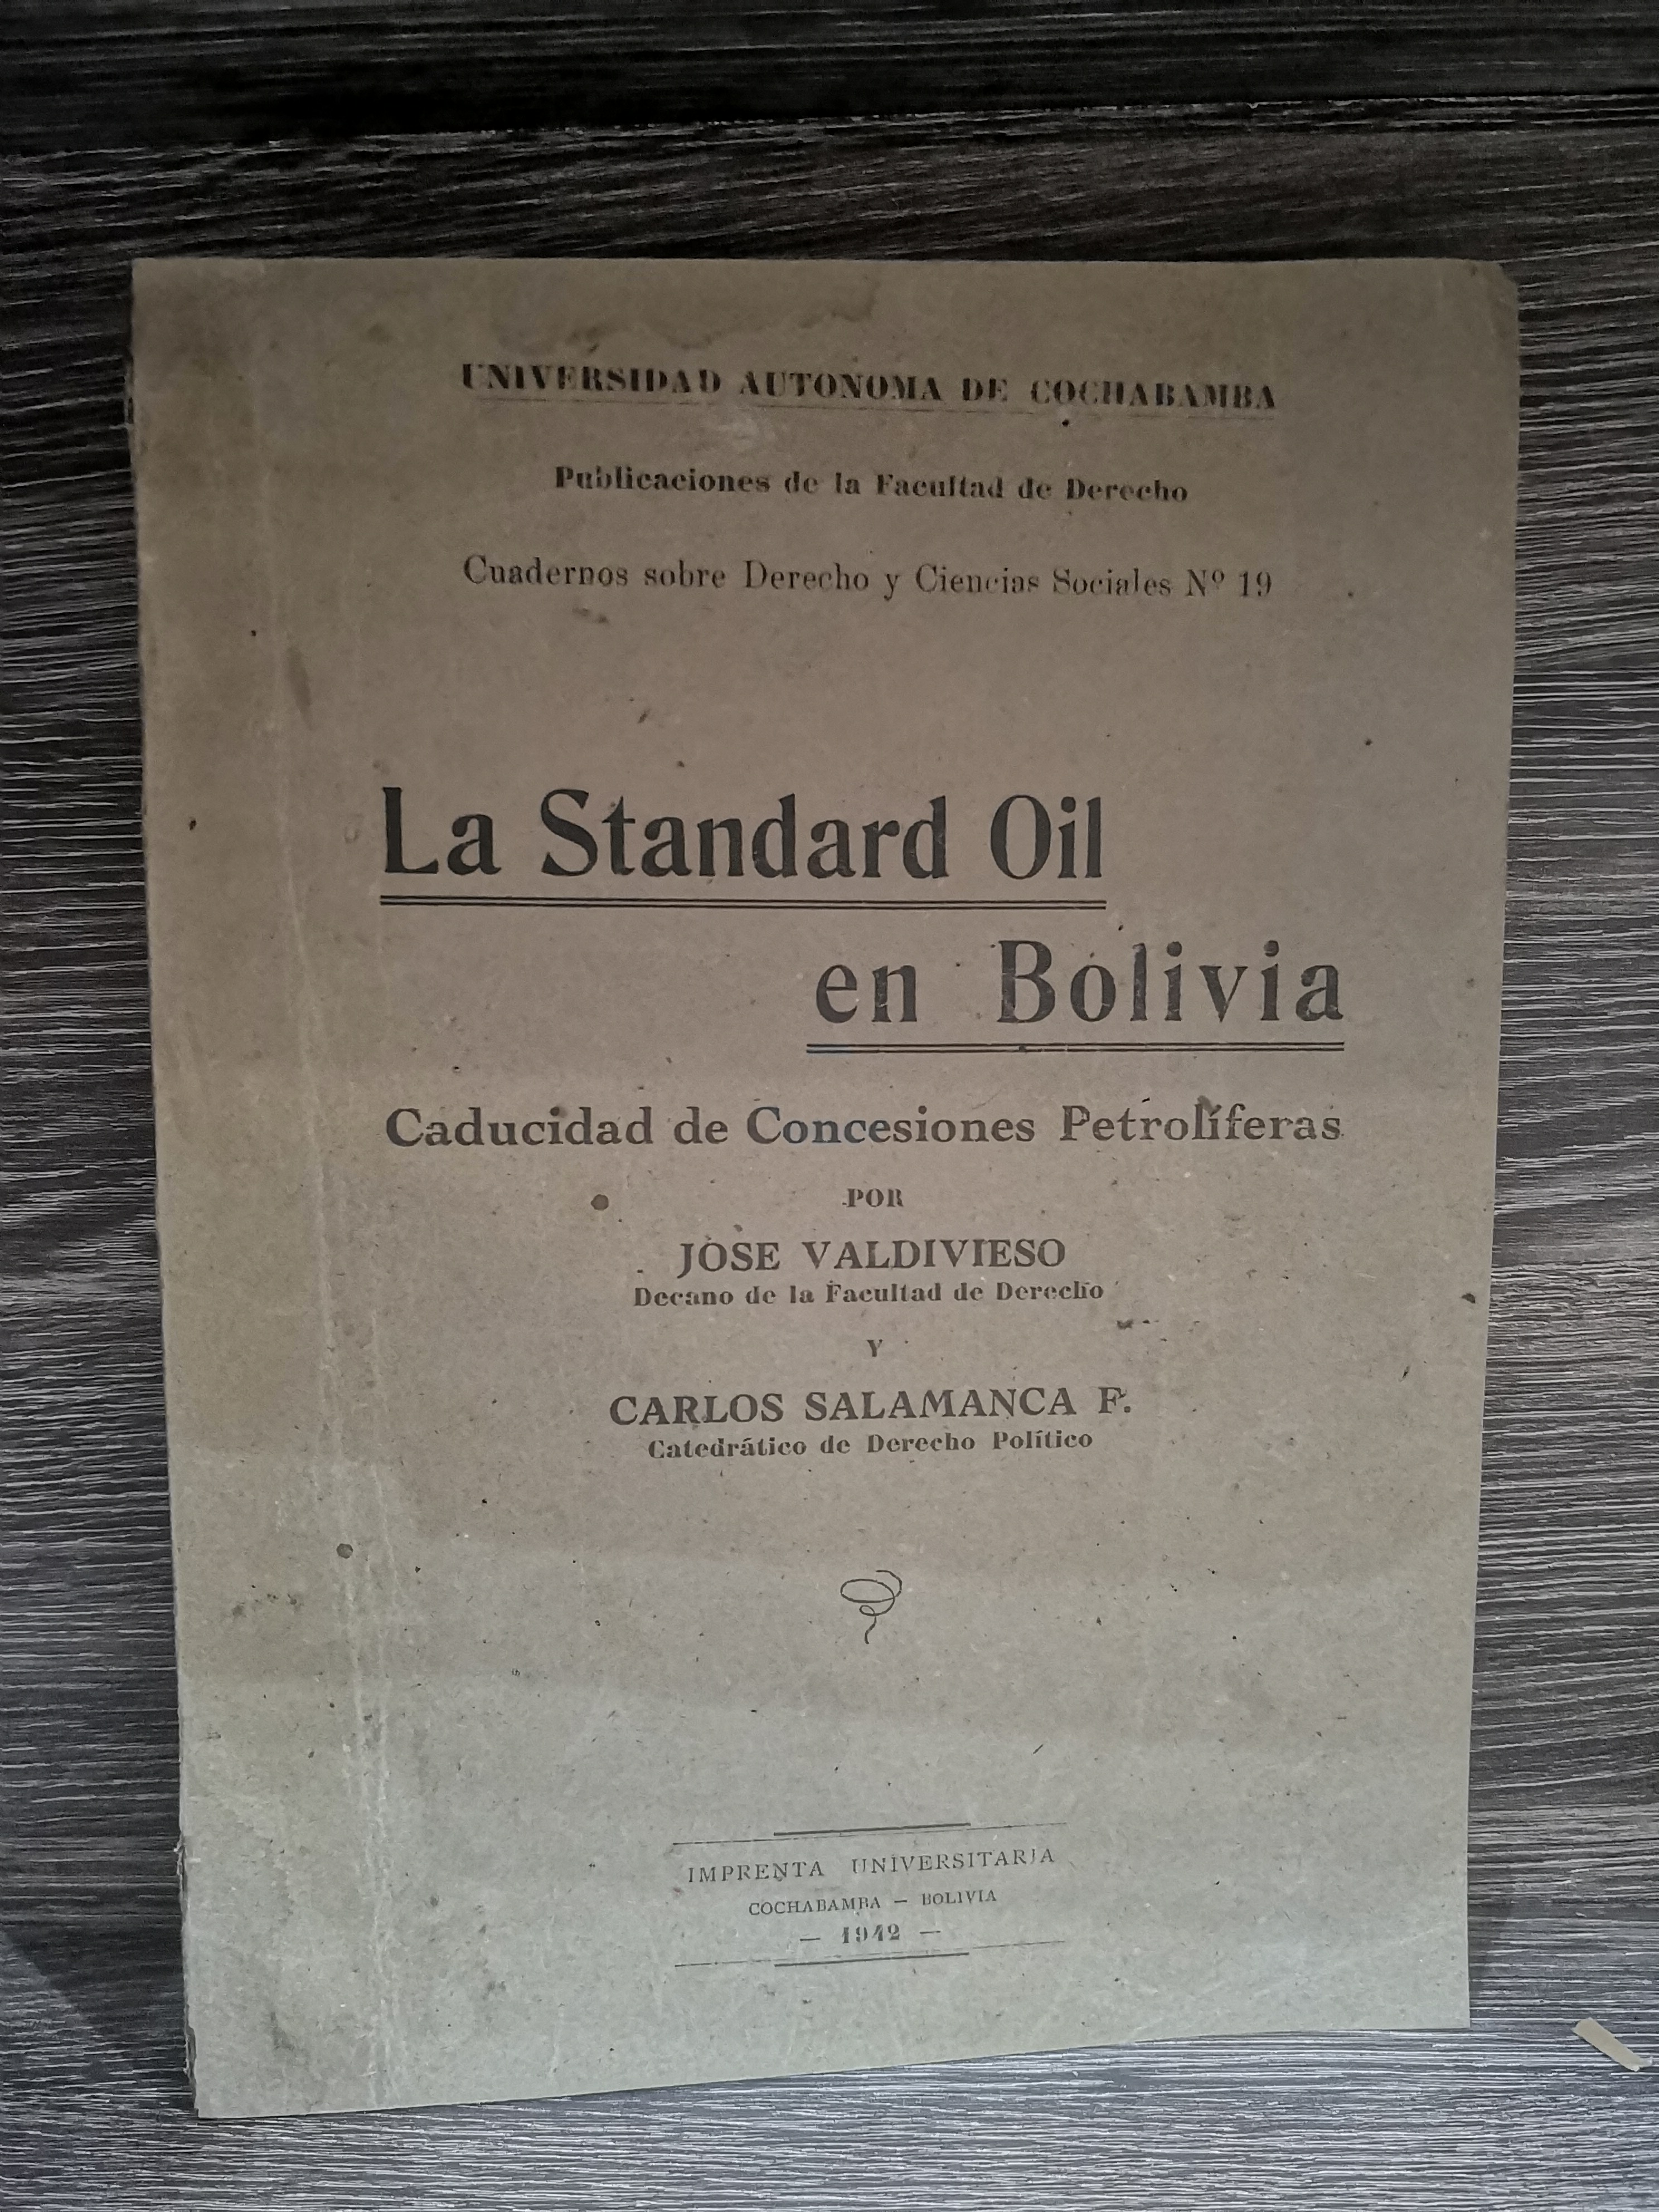 UNIVERSIDAD AUTONOMA DE COCHABAMBA
Publicaciones de la Facultad de Derecho
Cuadernos sobre Derecho y Ciencias Sociales Nº 19
La Standard Oil
en Bolivia
Caducidad de Concesiones Petrolíferas
POR
JOSE VALDIVIESO
Decano de la Facultad de Derecho
Y
CARLOS SALAMANCA F.
Catedrático de Derecho Político
IMPRENTA UNIVERSITARIA
COCHABAMBA — BOLIVIA
— 1942 —